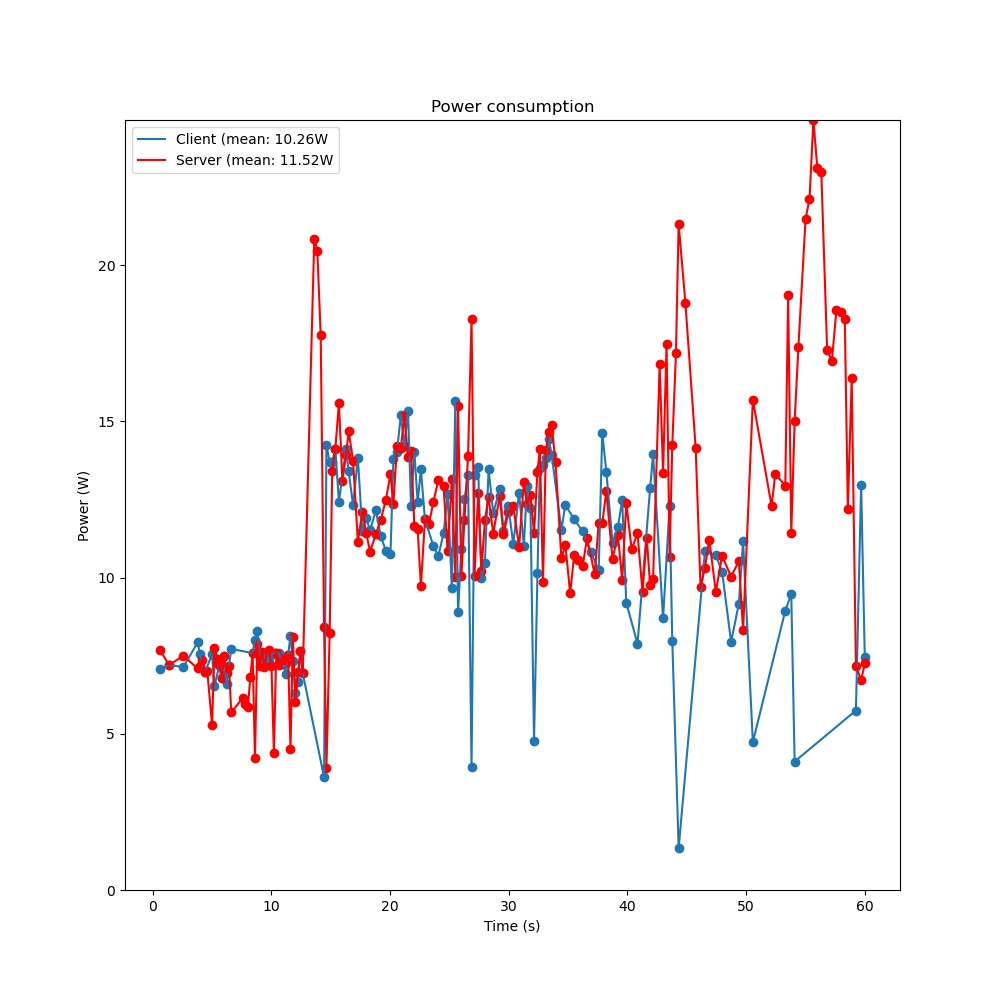 Power consumption
Client (mean: 10.26W
Server (mean: 11.52W
20
15
10
5
0
Power (W)
0 10 20 30 40 50 60
Time (s)